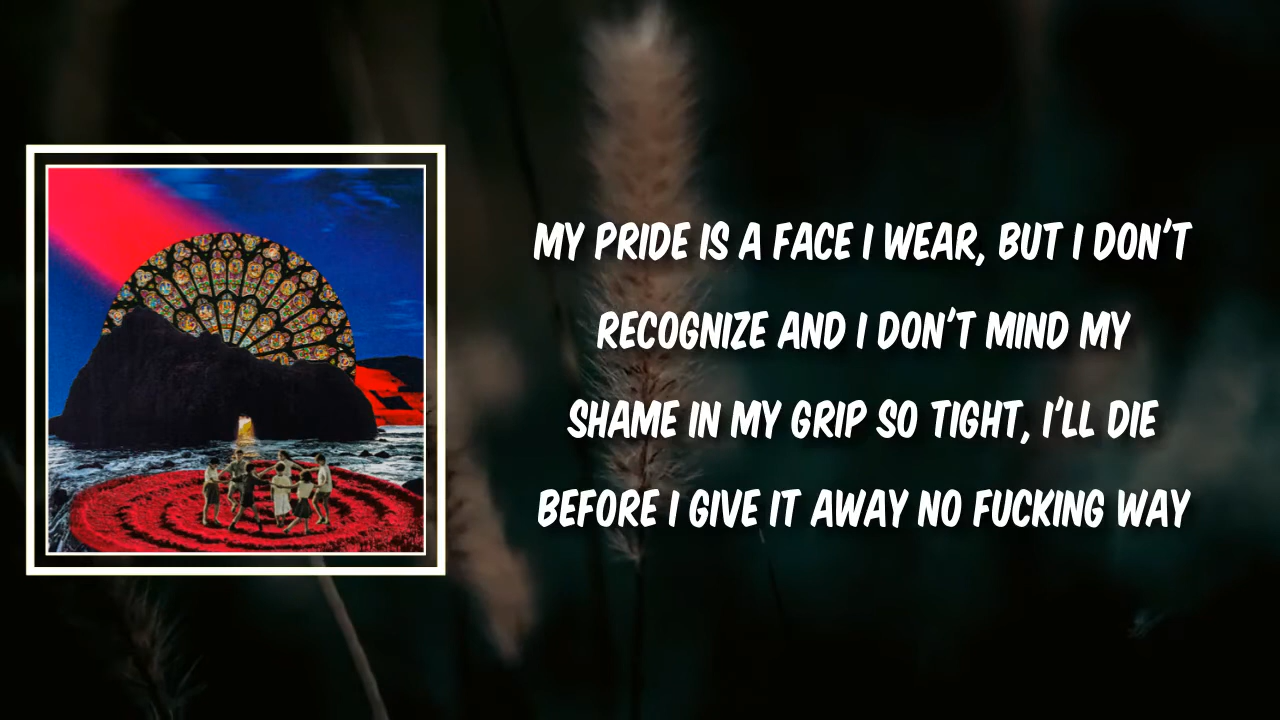 MY PRIDE IS A FACE I WEAR, BUT I DON'T
RECOGNIZE AND I DON'T MIND MY
SHAME IN MY GRIP SO TIGHT, I'LL DIE
BEFORE I GIVE IT AWAY NO FUCKING WAY